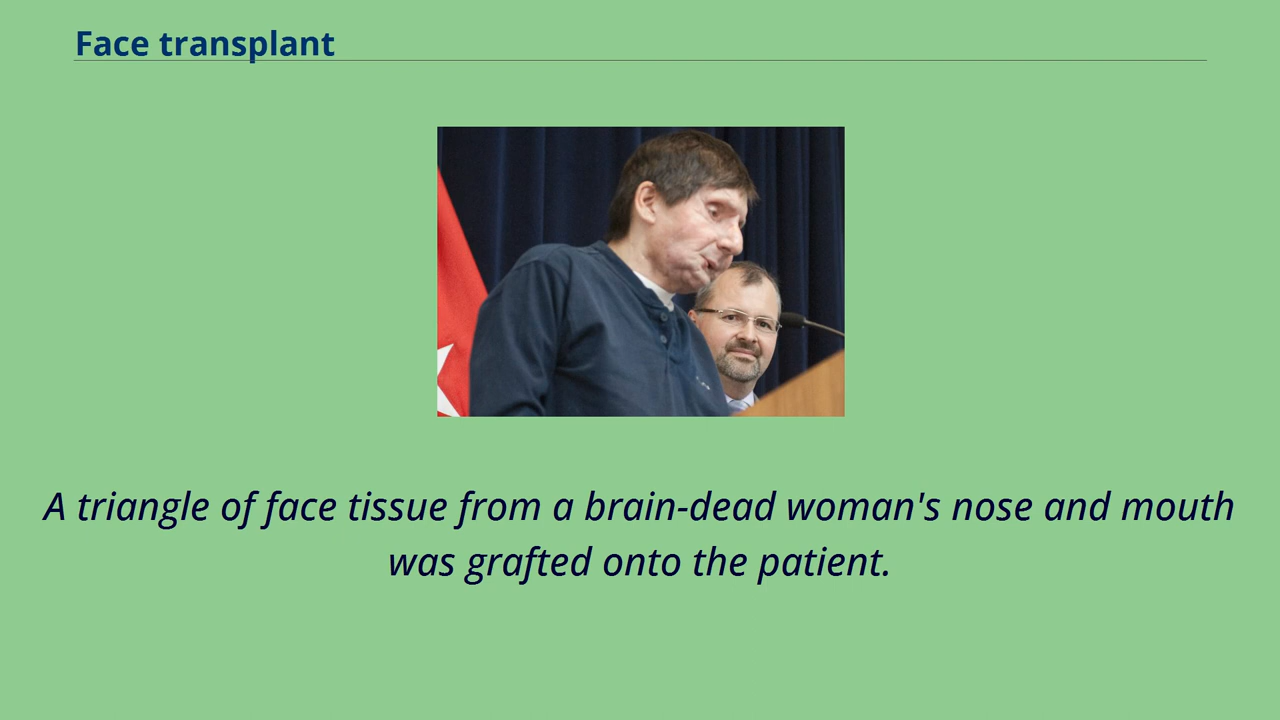 Face transplant
A triangle of face tissue from a brain-dead woman's nose and mouth
was grafted onto the patient.